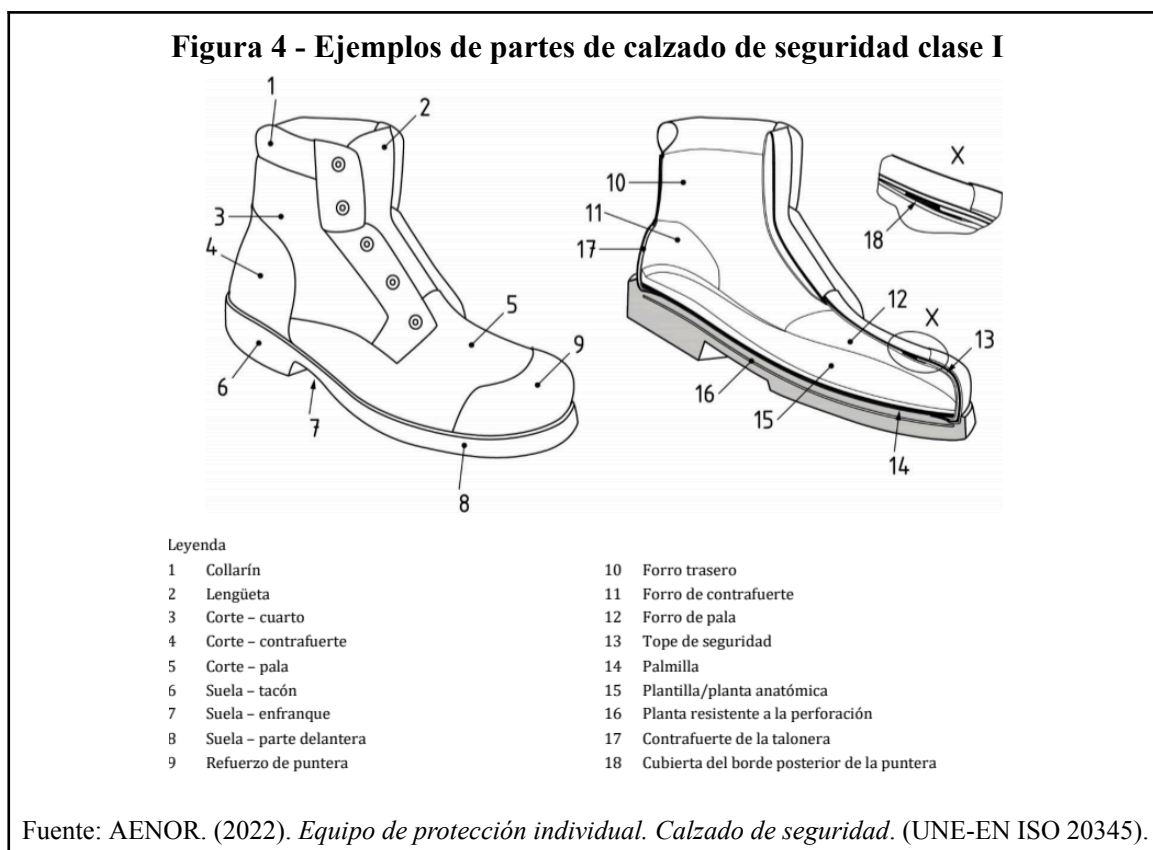 Figura 4 - Ejemplos de partes de calzado de seguridad clase I
1
2
3
4
5
6
7
8
9
10
11
17
12
X
13
16
15
14
X
18
Leyenda
1 Collarín
2 Lengüeta
3 Corte – cuarto
4 Corte – contrafuerte
5 Corte – pala
6 Suela – tacón
7 Suela – enfranque
8 Suela – parte delantera
9 Refuerzo de puntera
10 Forro trasero
11 Forro de contrafuerte
12 Forro de pala
13 Tope de seguridad
14 Palmilla
15 Plantilla/planta anatómica
16 Planta resistente a la perforación
17 Contrafuerte de la talonera
18 Cubierta del borde posterior de la puntera
Fuente: AENOR. (2022). Equipo de protección individual. Calzado de seguridad. (UNE-EN ISO 20345).